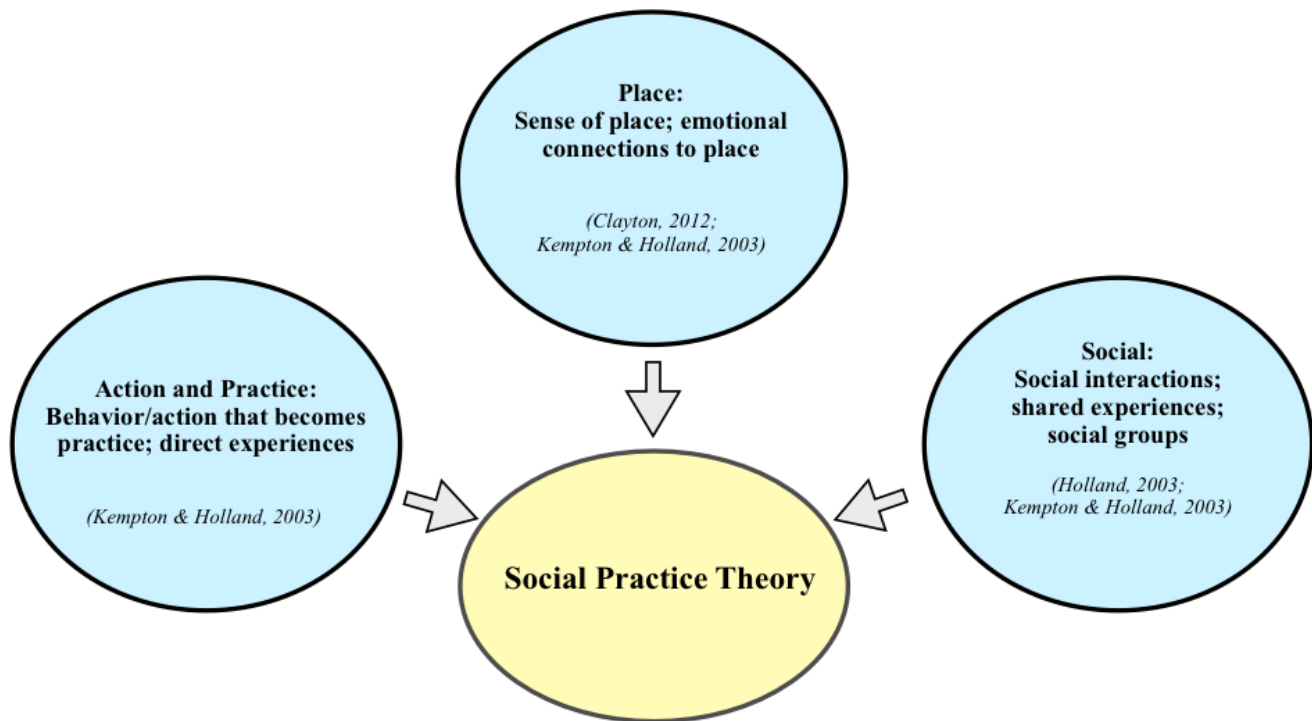 Place:
Sense of place; emotional
connections to place
(Clayton, 2012;
Kempton & Holland, 2003)
Action and Practice:
Behavior/action that becomes
practice; direct experiences
(Kempton & Holland, 2003)
Social:
Social interactions;
shared experiences;
social groups
(Holland, 2003;
Kempton & Holland, 2003)
Social Practice Theory